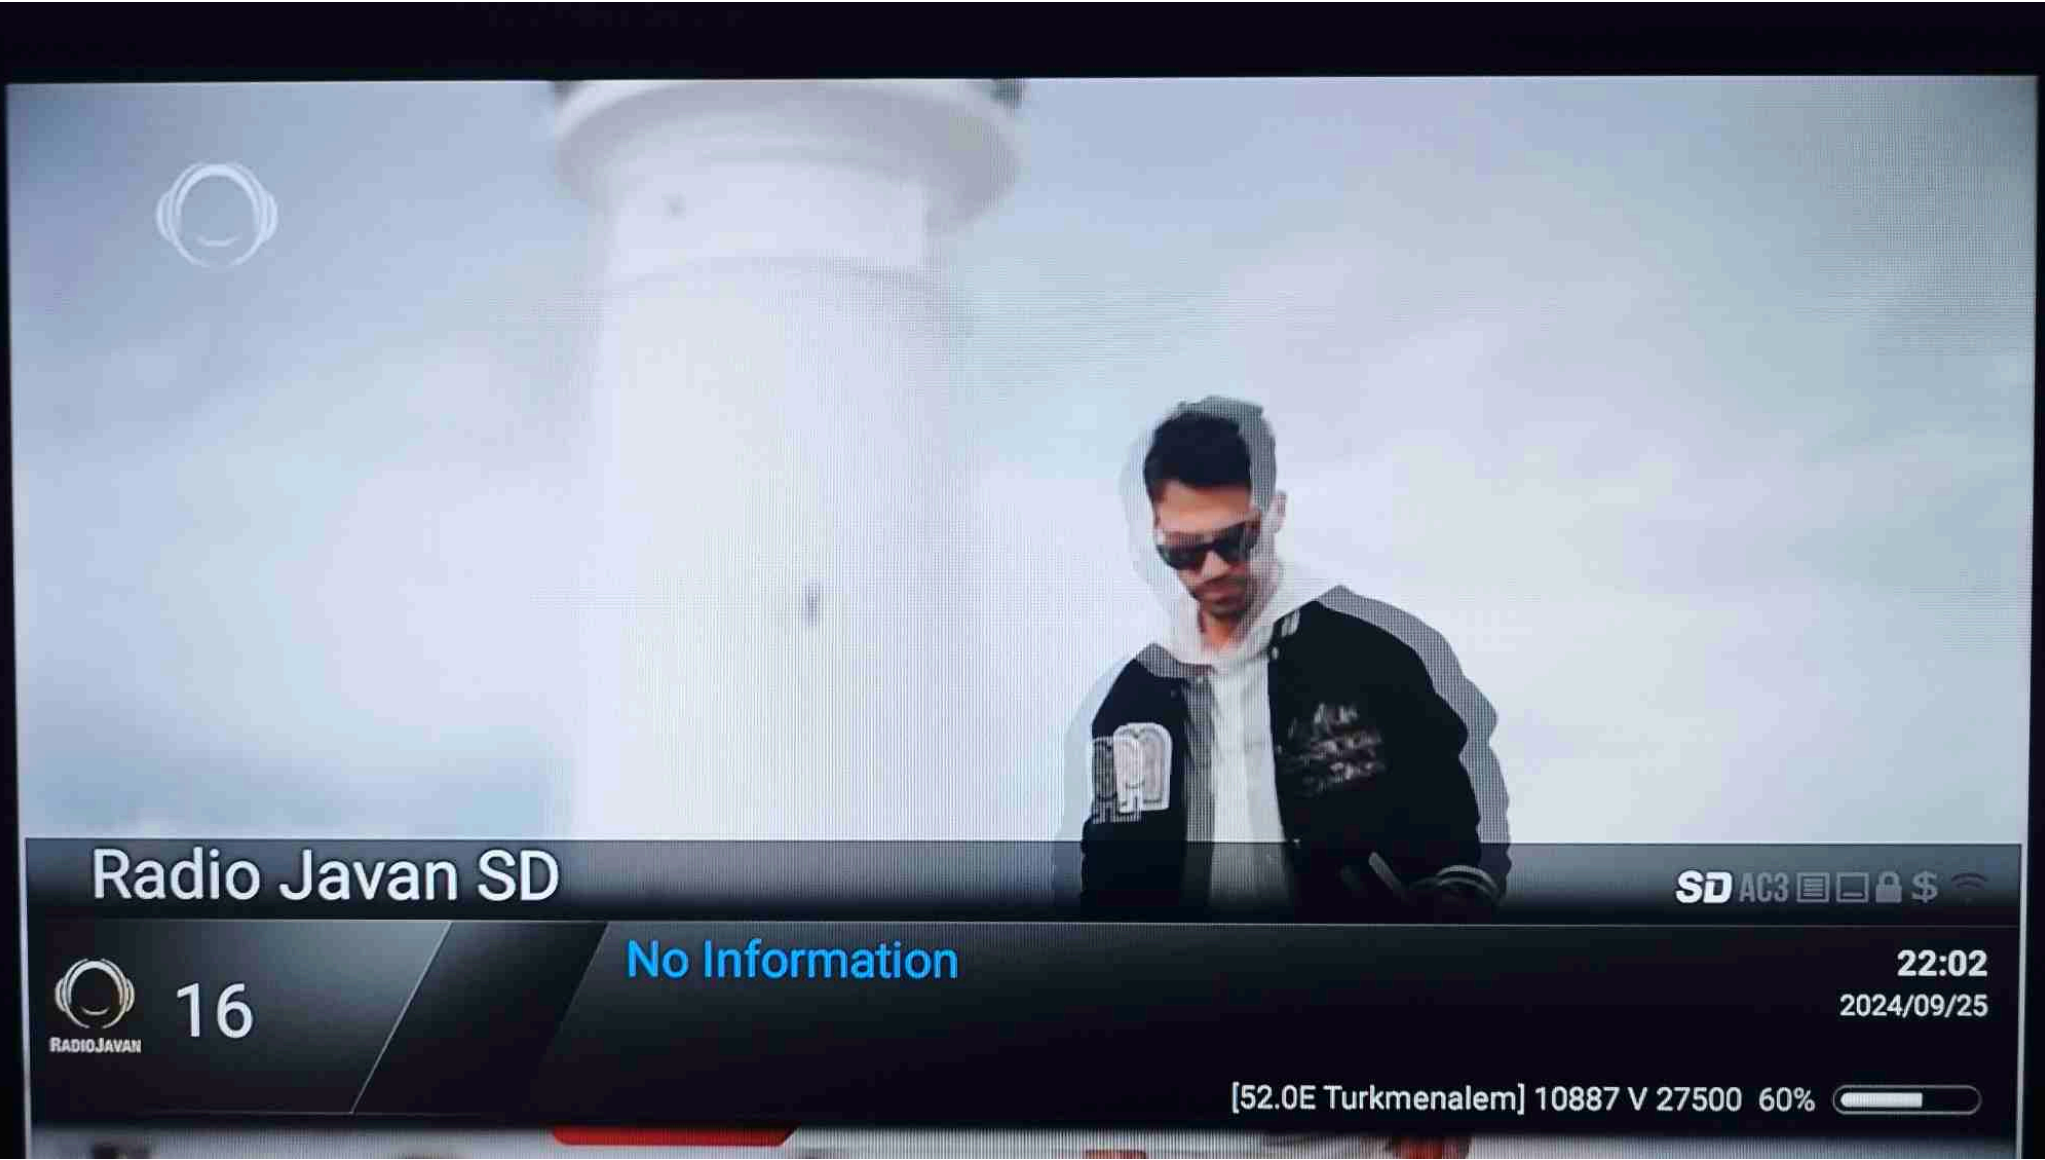 Radio Javan SD
SD AC3 $
No Information
22:02
2024/09/25
16
RADIOJAVAN
[52.0E Turkmenalem] 10887 V 27500 60%